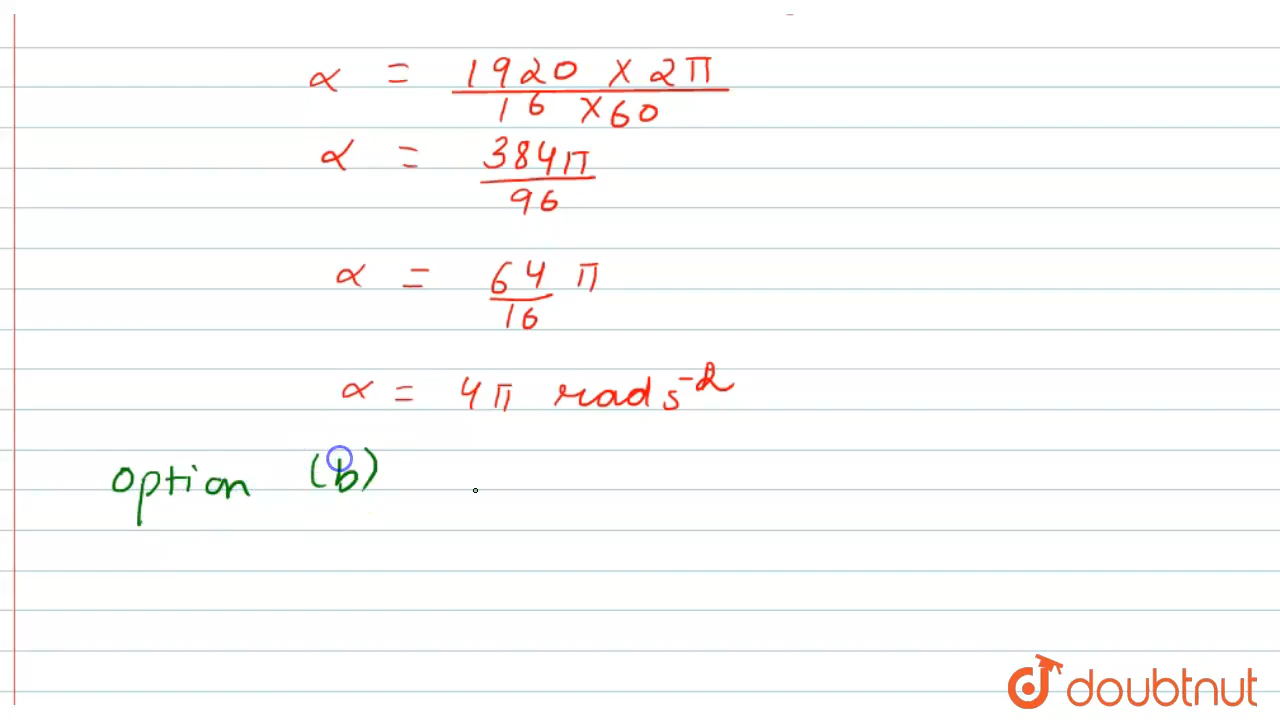 α = 1920 × 2π / 16 × 60
α = 384π / 96
α = 64 / 16 π
α = 4π rad s⁻²
option (b)
doubtnut